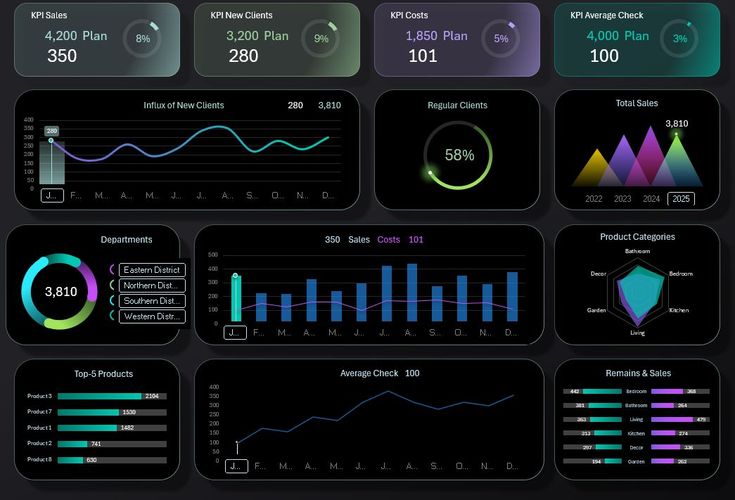 KPI Sales
4,200 Plan
350
8%
KPI New Clients
3,200 Plan
280
9%
KPI Costs
1,850 Plan
101
5%
KPI Average Check
4,000 Plan
100
3%
Influx of New Clients 280 3,810
400
350
300
250
200
150
100
50
0
280
J... F... M... A... M... J... J... A... S... O... N... D...
Regular Clients
58%
Total Sales
3,810
2022 2023 2024 2025
Departments
3,810
Eastern District
Northern Dist...
Southern Dist...
Western Distr...
350 Sales Costs 101
500
400
300
200
100
0
J... F... M... A... M... J... J... A... S... O... N... D...
Product Categories
Bathroom
Bedroom
Kitchen
Living
Garden
Decor
Top-5 Products
Product 3 2194
Product 7 1530
Product 1 1482
Product 2 741
Product 8 630
Average Check 100
400
350
300
250
200
150
100
50
0
J... F... M... A... M... J... J... A... S... O... N... D...
Remains & Sales
442 Bedroom 368
381 Bathroom 264
363 Living 479
313 Kitchen 274
297 Decor 336
194 Garden 262